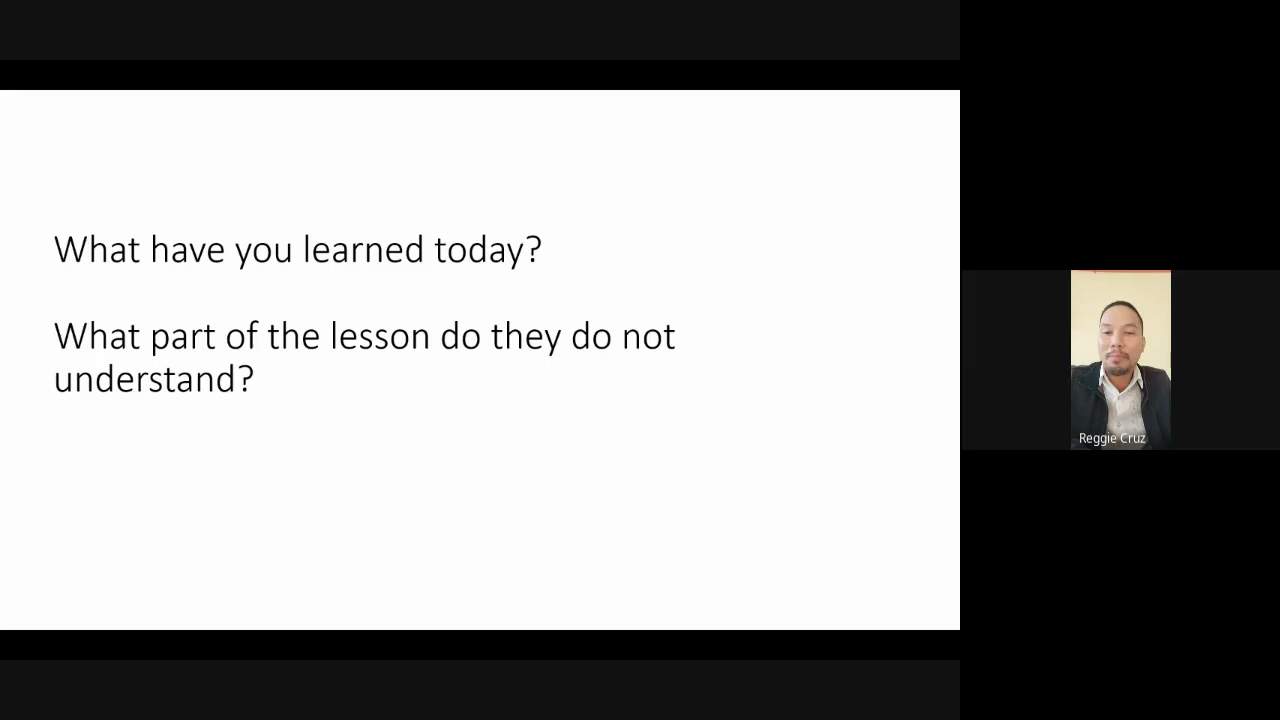 What have you learned today?
What part of the lesson do they do not
understand?
Reggie Cruz